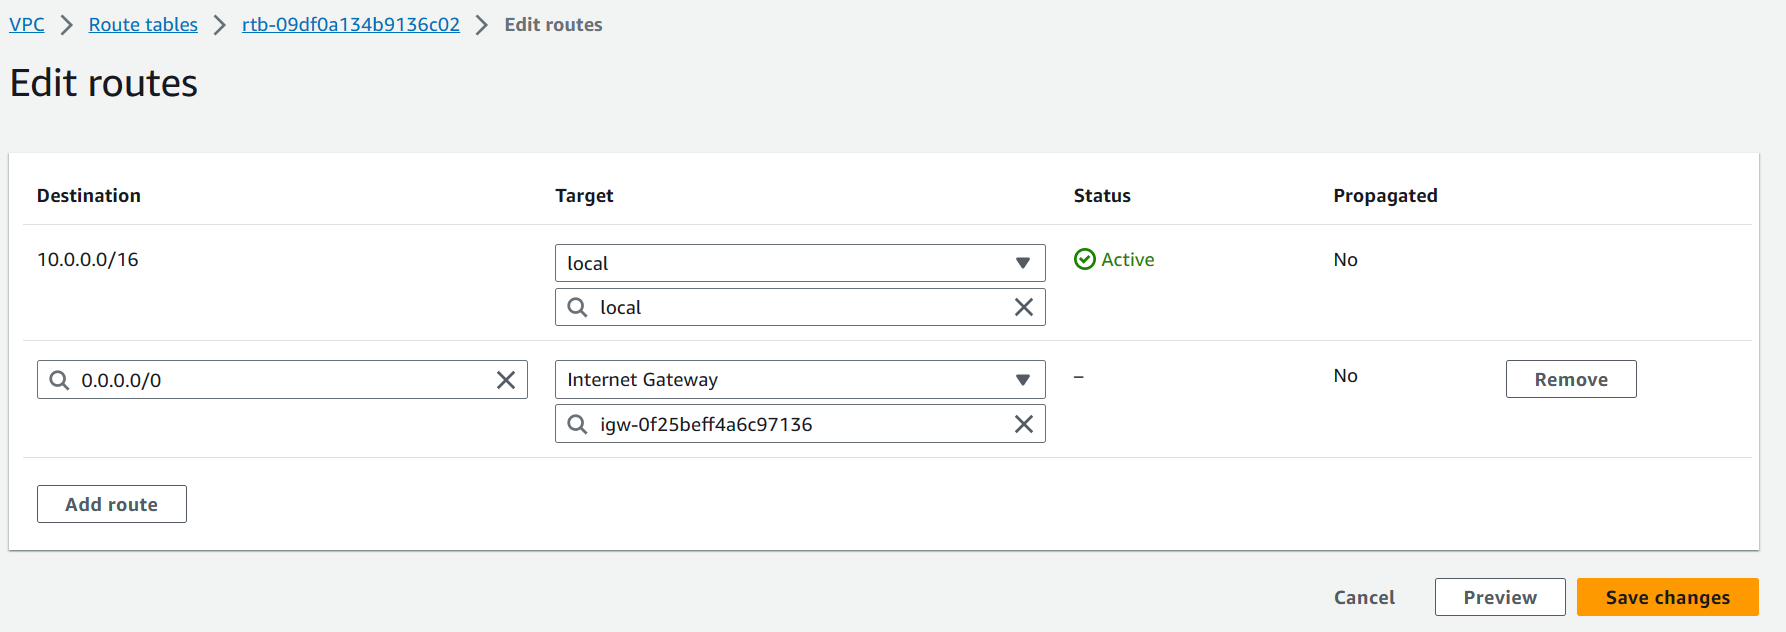 VPC > Route tables > rtb-09df0a134b9136c02 > Edit routes
Edit routes
Destination Target Status Propagated
10.0.0.0/16 local Active No
local
0.0.0.0/0 Internet Gateway – No Remove
igw-0f25beff4a6c97136
Add route
Cancel Preview Save changes